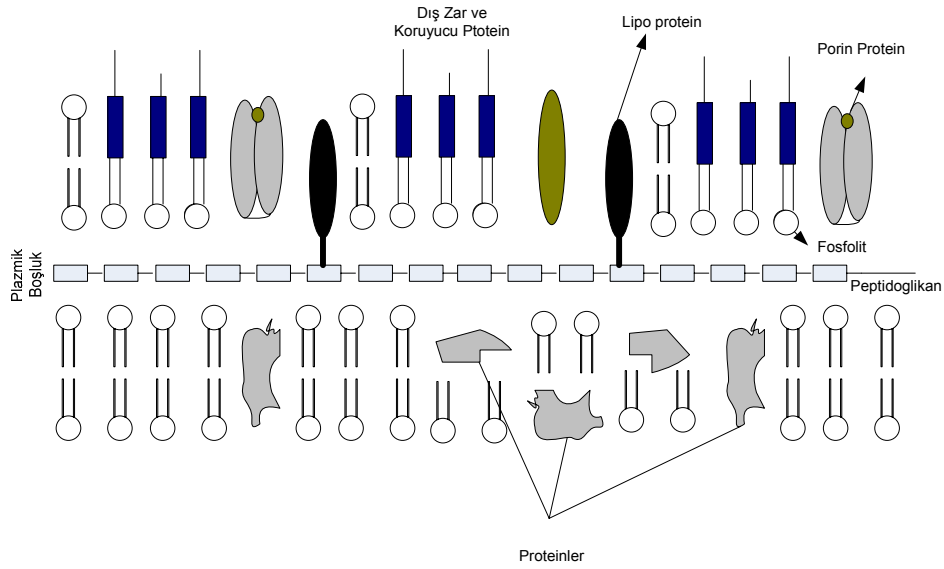 Dış Zar ve
Koruyucu Ptotein
Lipo protein
Porin Protein
Fosfolit
Plazmik
Boşluk
Peptidoglikan
Proteinler